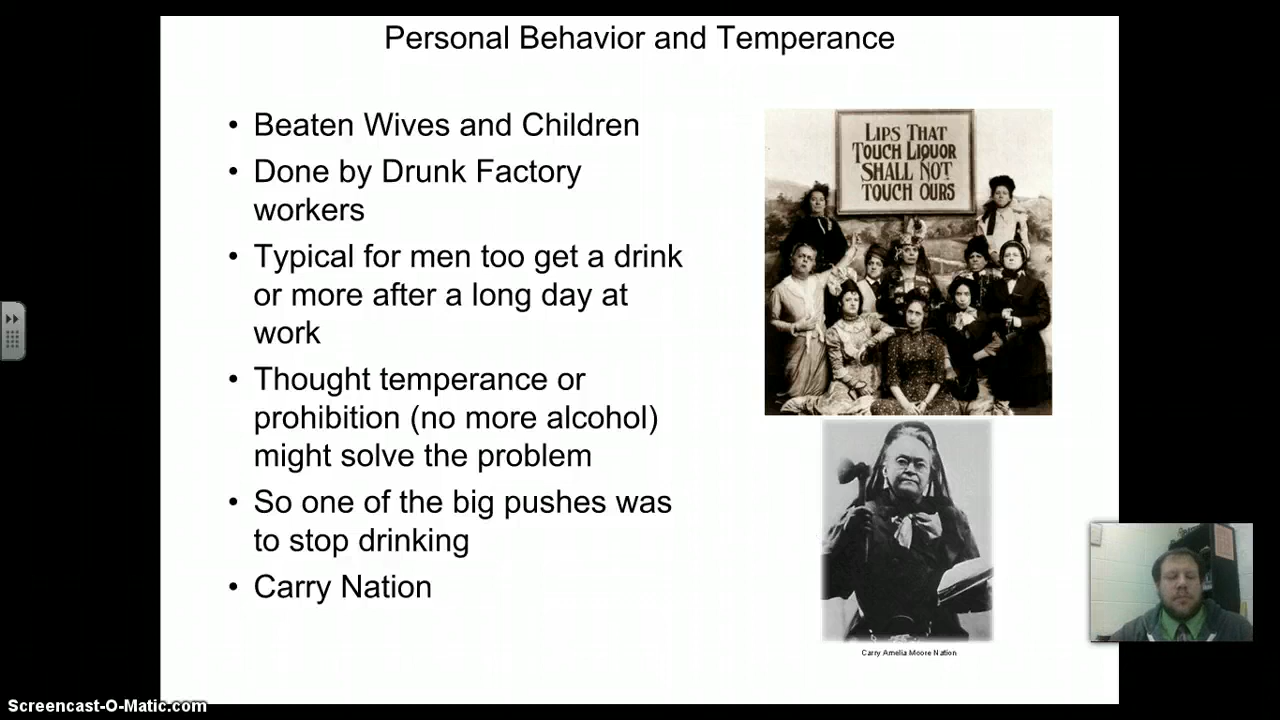 Personal Behavior and Temperance
• Beaten Wives and Children
• Done by Drunk Factory
workers
• Typical for men too get a drink
or more after a long day at
work
• Thought temperance or
prohibition (no more alcohol)
might solve the problem
• So one of the big pushes was
to stop drinking
• Carry Nation
LIPS THAT
TOUCH LIQUOR
SHALL NOT
TOUCH OURS
Carry Amelia Moore Nation
Screencast-O-Matic.com